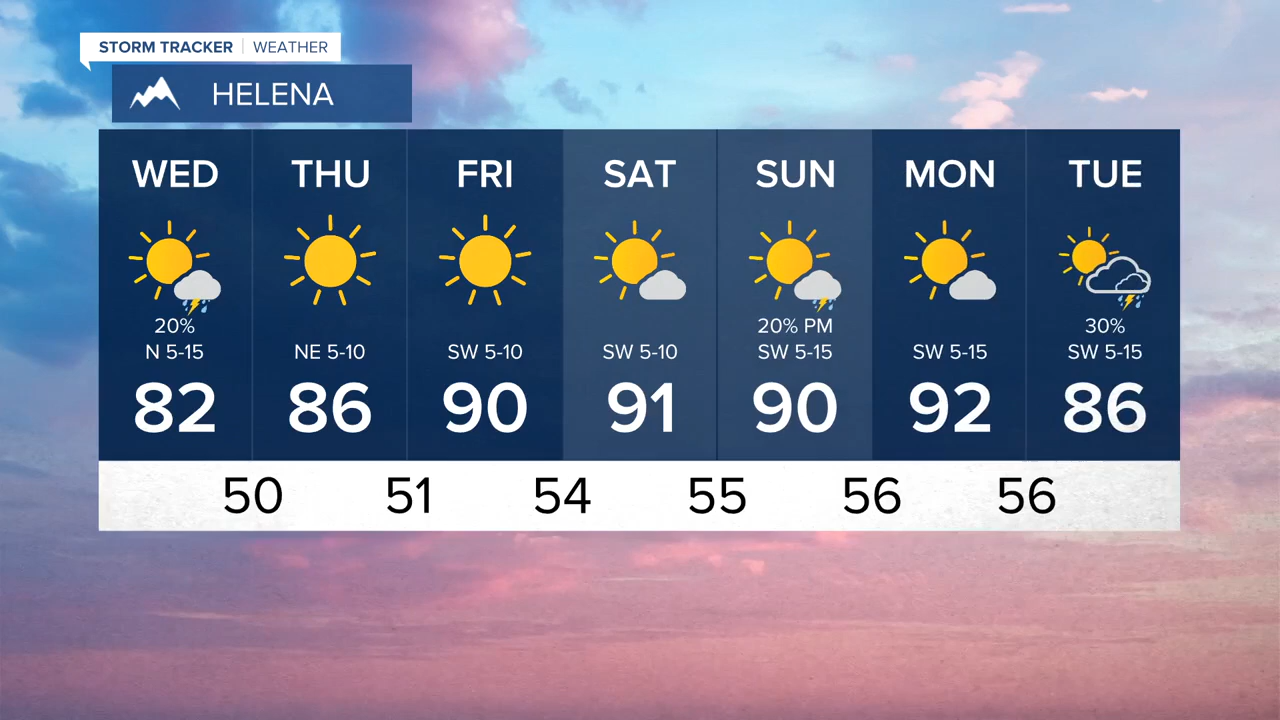 STORM TRACKER | WEATHER
HELENA
WED THU FRI SAT SUN MON TUE
20% 20% PM 30%
N 5-15 NE 5-10 SW 5-10 SW 5-10 SW 5-15 SW 5-15 SW 5-15
82 86 90 91 90 92 86
50 51 54 55 56 56